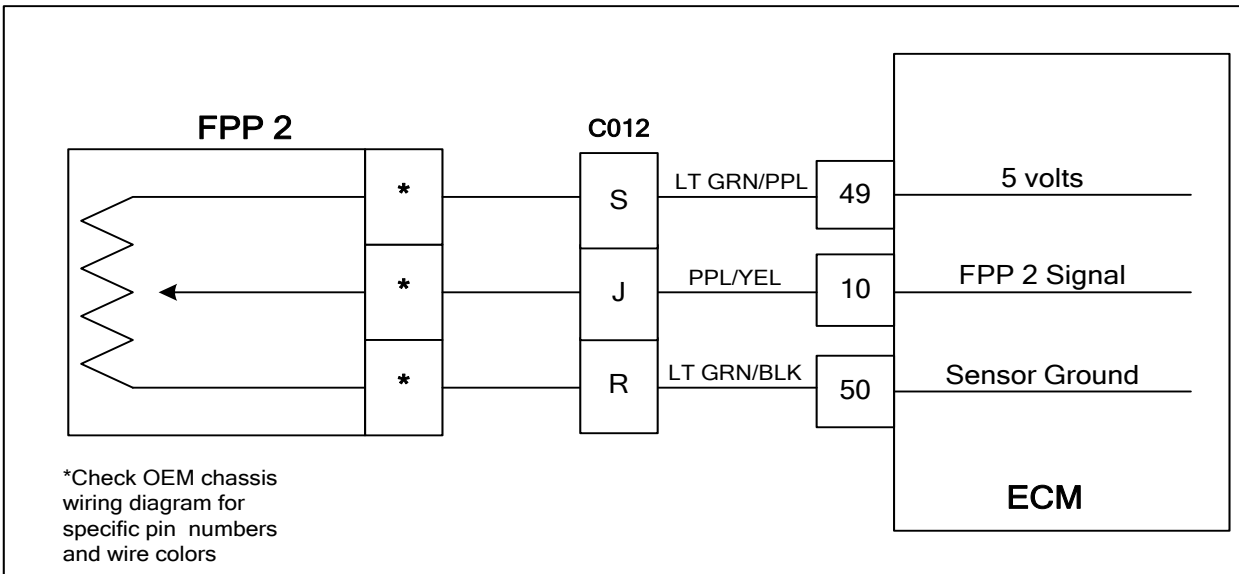 FPP 2
C012
*
S
LT GRN/PPL
49
5 volts
*
J
PPL/YEL
10
FPP 2 Signal
*
R
LT GRN/BLK
50
Sensor Ground
ECM
*Check OEM chassis
wiring diagram for
specific pin numbers
and wire colors